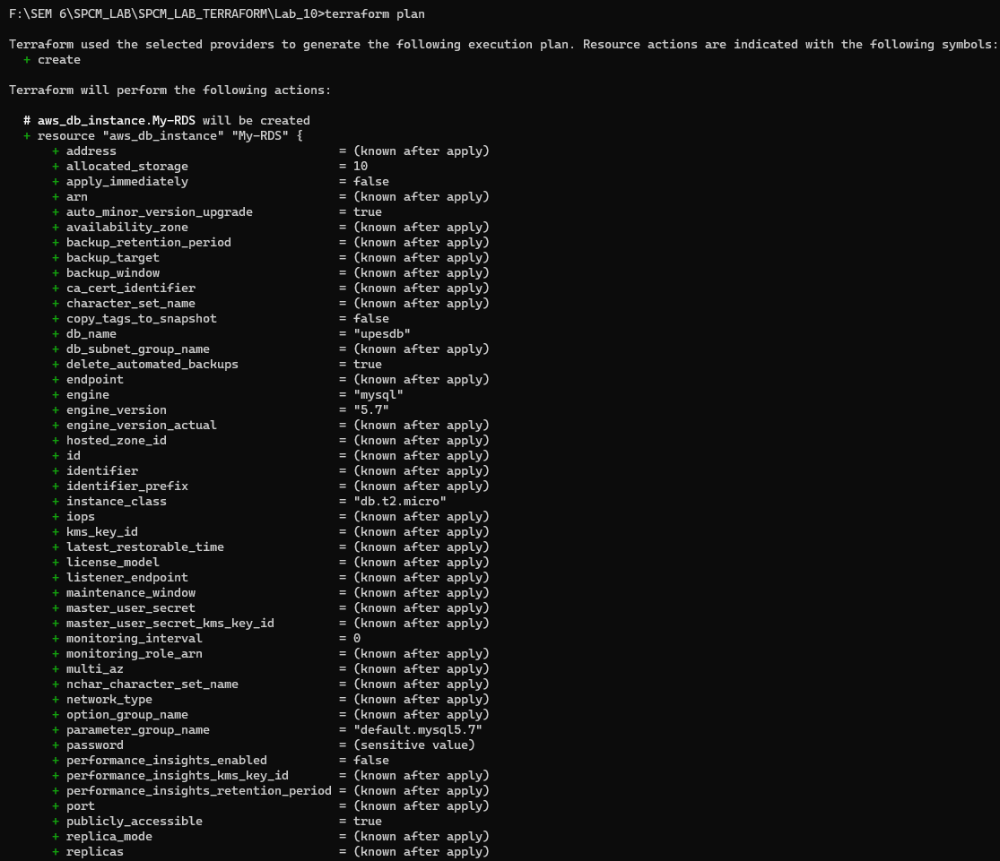 F:\SEM 6\SPCM_LAB\SPCM_LAB_TERRAFORM\Lab_10>terraform plan
Terraform used the selected providers to generate the following execution plan. Resource actions are indicated with the following symbols:
  + create
Terraform will perform the following actions:
  # aws_db_instance.My-RDS will be created
  + resource "aws_db_instance" "My-RDS" {
      + address                               = (known after apply)
      + allocated_storage                     = 10
      + apply_immediately                     = false
      + arn                                   = (known after apply)
      + auto_minor_version_upgrade            = true
      + availability_zone                     = (known after apply)
      + backup_retention_period               = (known after apply)
      + backup_target                         = (known after apply)
      + backup_window                         = (known after apply)
      + ca_cert_identifier                    = (known after apply)
      + character_set_name                    = (known after apply)
      + copy_tags_to_snapshot                 = false
      + db_name                               = "upesdb"
      + db_subnet_group_name                  = (known after apply)
      + delete_automated_backups              = true
      + endpoint                              = (known after apply)
      + engine                                = "mysql"
      + engine_version                        = "5.7"
      + engine_version_actual                 = (known after apply)
      + hosted_zone_id                        = (known after apply)
      + id                                    = (known after apply)
      + identifier                            = (known after apply)
      + identifier_prefix                     = (known after apply)
      + instance_class                        = "db.t2.micro"
      + iops                                  = (known after apply)
      + kms_key_id                            = (known after apply)
      + latest_restorable_time                = (known after apply)
      + license_model                         = (known after apply)
      + listener_endpoint                     = (known after apply)
      + maintenance_window                    = (known after apply)
      + master_user_secret                    = (known after apply)
      + master_user_secret_kms_key_id         = (known after apply)
      + monitoring_interval                   = 0
      + monitoring_role_arn                   = (known after apply)
      + multi_az                              = (known after apply)
      + nchar_character_set_name              = (known after apply)
      + network_type                          = (known after apply)
      + option_group_name                     = (known after apply)
      + parameter_group_name                  = "default.mysql5.7"
      + password                              = (sensitive value)
      + performance_insights_enabled          = false
      + performance_insights_kms_key_id       = (known after apply)
      + performance_insights_retention_period = (known after apply)
      + port                                  = (known after apply)
      + publicly_accessible                   = true
      + replica_mode                          = (known after apply)
      + replicas                              = (known after apply)